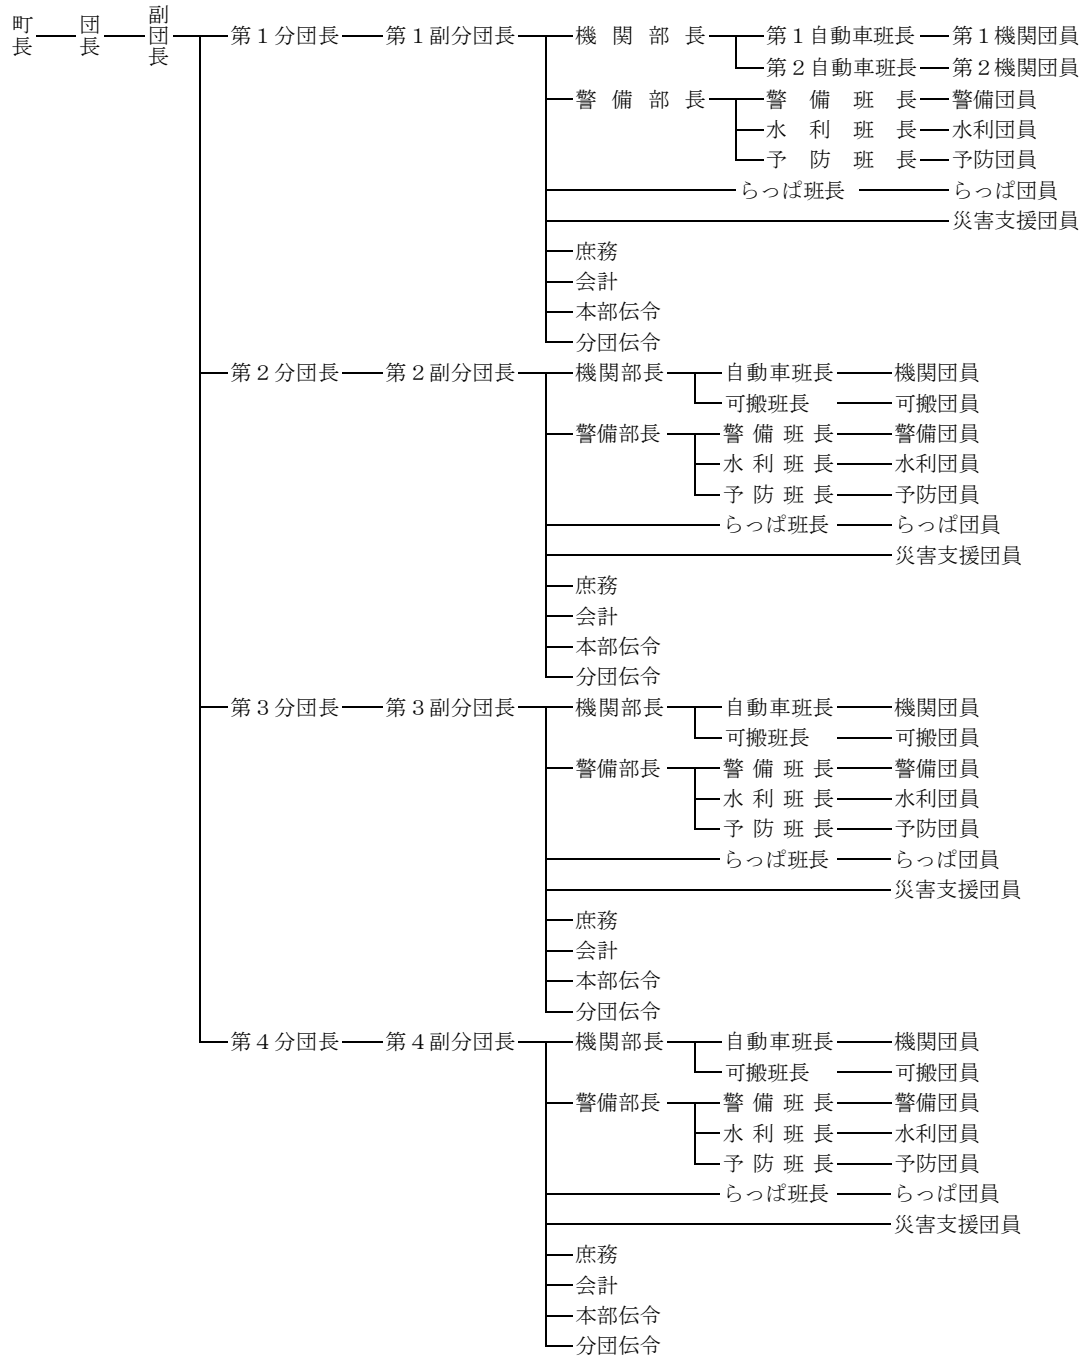 町長 団長 副団長 第１分団長 第１副分団長 機関部長 第１自動車班長 第１機関団員
第２自動車班長 第２機関団員
警備部長 警備班長 警備団員
水利班長 水利団員
予防班長 予防団員
らっぱ班長 らっぱ団員
災害支援団員
庶務
会計
本部伝令
分団伝令
第２分団長 第２副分団長 機関部長 自動車班長 機関団員
可搬班長 可搬団員
警備部長 警備班長 警備団員
水利班長 水利団員
予防班長 予防団員
らっぱ班長 らっぱ団員
災害支援団員
庶務
会計
本部伝令
分団伝令
第３分団長 第３副分団長 機関部長 自動車班長 機関団員
可搬班長 可搬団員
警備部長 警備班長 警備団員
水利班長 水利団員
予防班長 予防団員
らっぱ班長 らっぱ団員
災害支援団員
庶務
会計
本部伝令
分団伝令
第４分団長 第４副分団長 機関部長 自動車班長 機関団員
可搬班長 可搬団員
警備部長 警備班長 警備団員
水利班長 水利団員
予防班長 予防団員
らっぱ班長 らっぱ団員
災害支援団員
庶務
会計
本部伝令
分団伝令